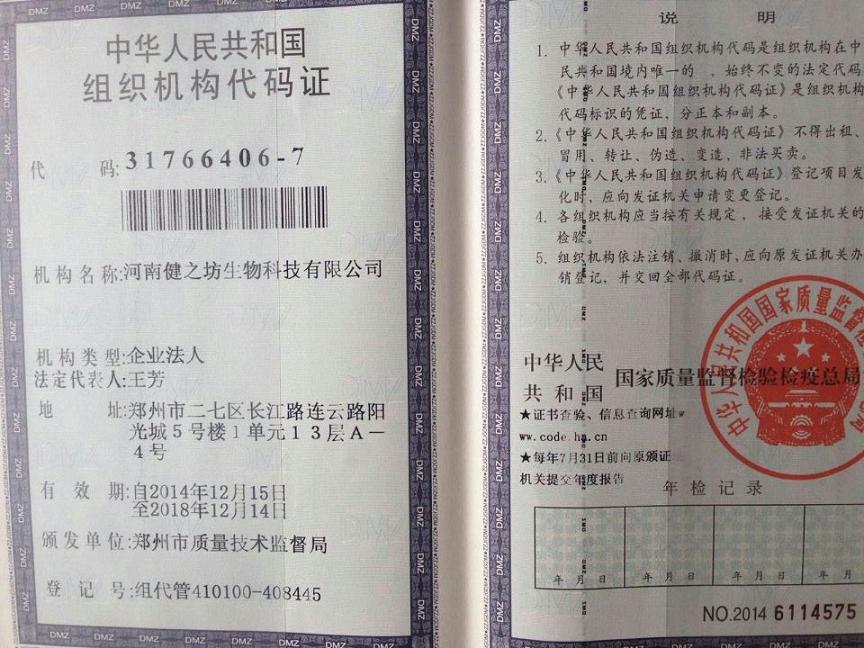 中华人民共和国
组织机构代码证
代 码:31766406-7
机构名称:河南健之坊生物科技有限公司
机构类型:企业法人
法定代表人:王芳
地 址:郑州市二七区长江路连云路阳
光城5号楼1单元13层A-
4号
有 效 期:自2014年12月15日
至2018年12月14日
颁发单位:郑州市质量技术监督局
登 记 号:组代管410100-408445
说 明
1. 中华人民共和国组织机构代码是组织机构在中
民共和国境内唯一的 、始终不变的法定代码
《中华人民共和国组织机构代码证》是组织机构
代码标识的凭证，分正本和副本。
2.《中华人民共和国组织机构代码证》不得出租、
冒用、转让、伪造、变造、非法买卖。
3.《中华人民共和国组织机构代码证》登记项目发
化时，应向发证机关申请变更登记。
4. 各组织机构应当按有关规定，接受发证机关的
检验。
5. 组织机构依法注销、撤消时，应向原发证机关办
销登记，并交回全部代码证。
中华人民
共和国 国家质量监督检验检疫总局
中华人民共和国国家质量监督
★证书查验、信息查询网址w
ww.code.hn.cn
★每年7月31日前向原颁证
机关提交年度报告
年检记录
年 月 日 年 月 日 年 月 日 年 月
NO.2014 6114575